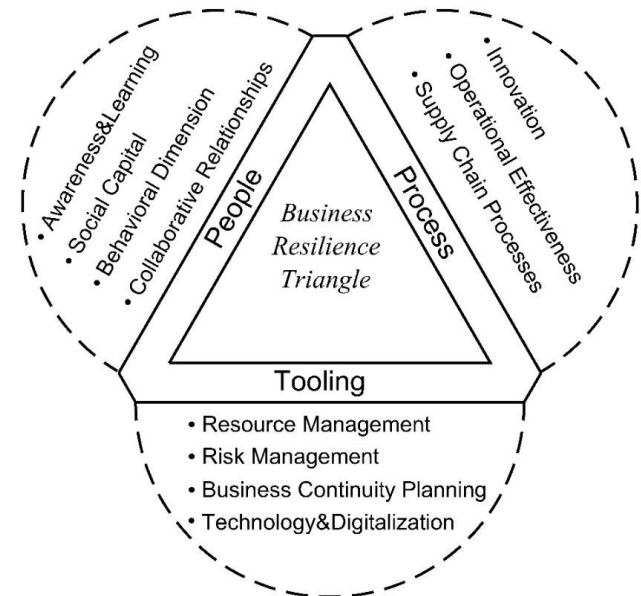 • Awareness&Learning
• Social Capital
• Behavioral Dimension
• Collaborative Relationships
People
• Innovation
• Operational Effectiveness
• Supply Chain Processes
Process
Business
Resilience
Triangle
Tooling
• Resource Management
• Risk Management
• Business Continuity Planning
• Technology&Digitalization